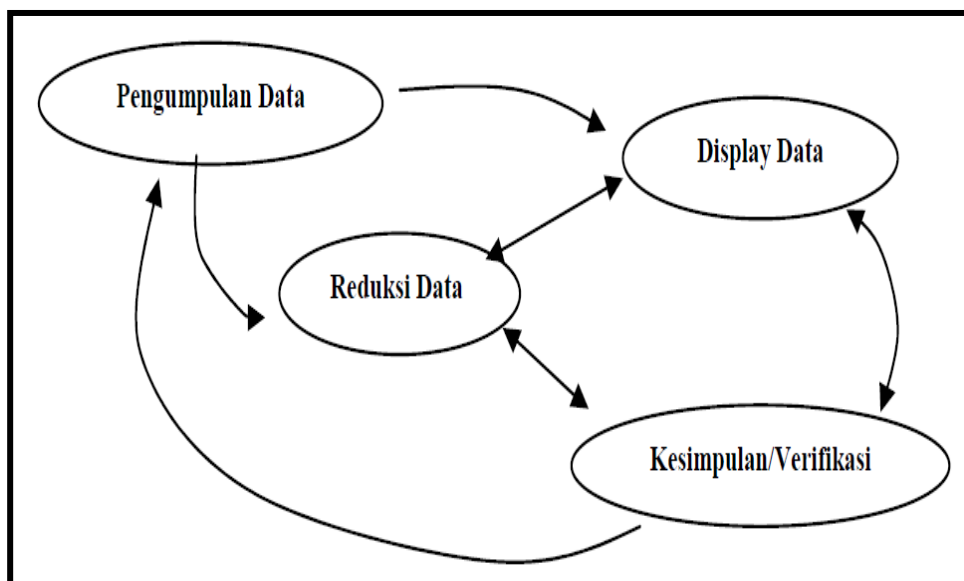 Pengumpulan Data
Display Data
Reduksi Data
Kesimpulan/Verifikasi